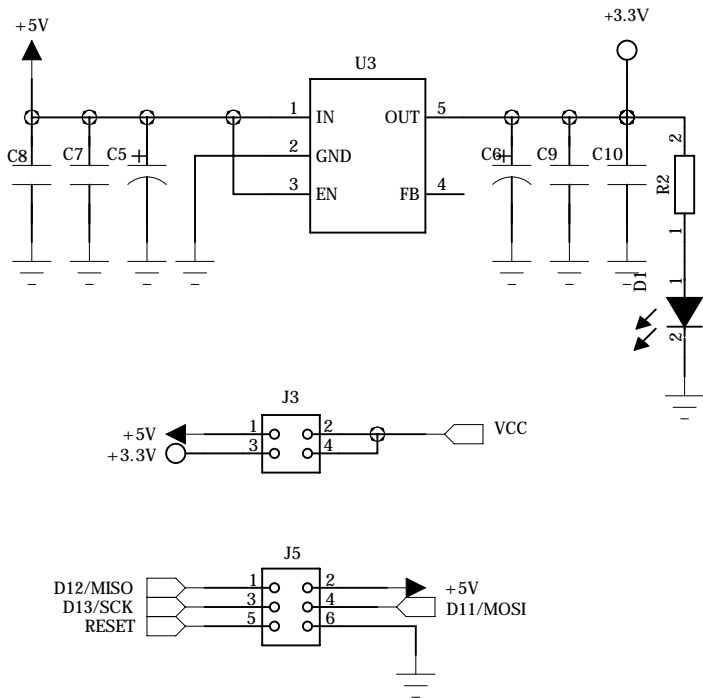 +5V
+3.3V
U3
1 IN OUT 5
2 GND
3 EN FB 4
C8 C7 C5 +
C6 + C9 C10
2
R2
1
1
D1
2
J3
+5V 1 2 VCC
+3.3V 3 4
J5
D12/MISO 1 2 +5V
D13/SCK 3 4 D11/MOSI
RESET 5 6